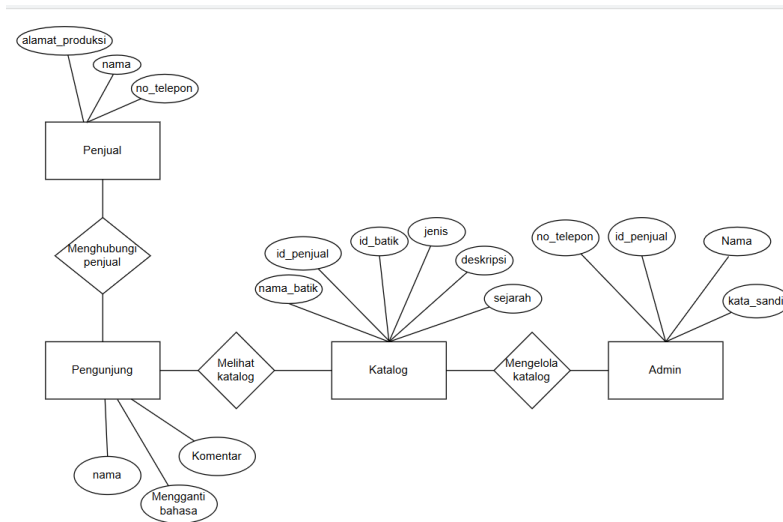 alamat_produksi
nama
no_telepon
Penjual
Menghubungi
penjual
id_penjual
id_batik
jenis
deskripsi
nama_batik
sejarah
no_telepon
id_penjual
Nama
kata_sandi
Pengunjung
Melihat
katalog
Katalog
Mengelola
katalog
Admin
nama
Mengganti
bahasa
Komentar